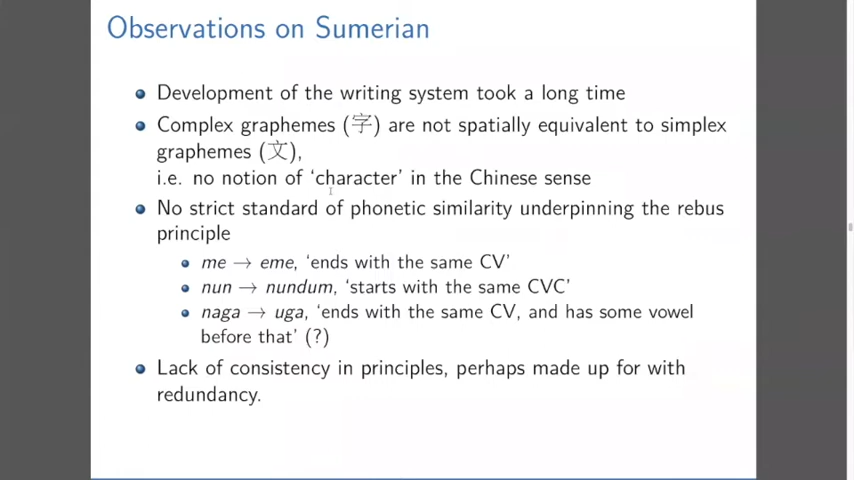 Observations on Sumerian
Development of the writing system took a long time
Complex graphemes (字) are not spatially equivalent to simplex
graphemes (文),
i.e. no notion of ‘character’ in the Chinese sense
No strict standard of phonetic similarity underpinning the rebus
principle
me → eme, ‘ends with the same CV’
nun → nundum, ‘starts with the same CVC’
naga → uga, ‘ends with the same CV, and has some vowel
before that’ (?)
Lack of consistency in principles, perhaps made up for with
redundancy.